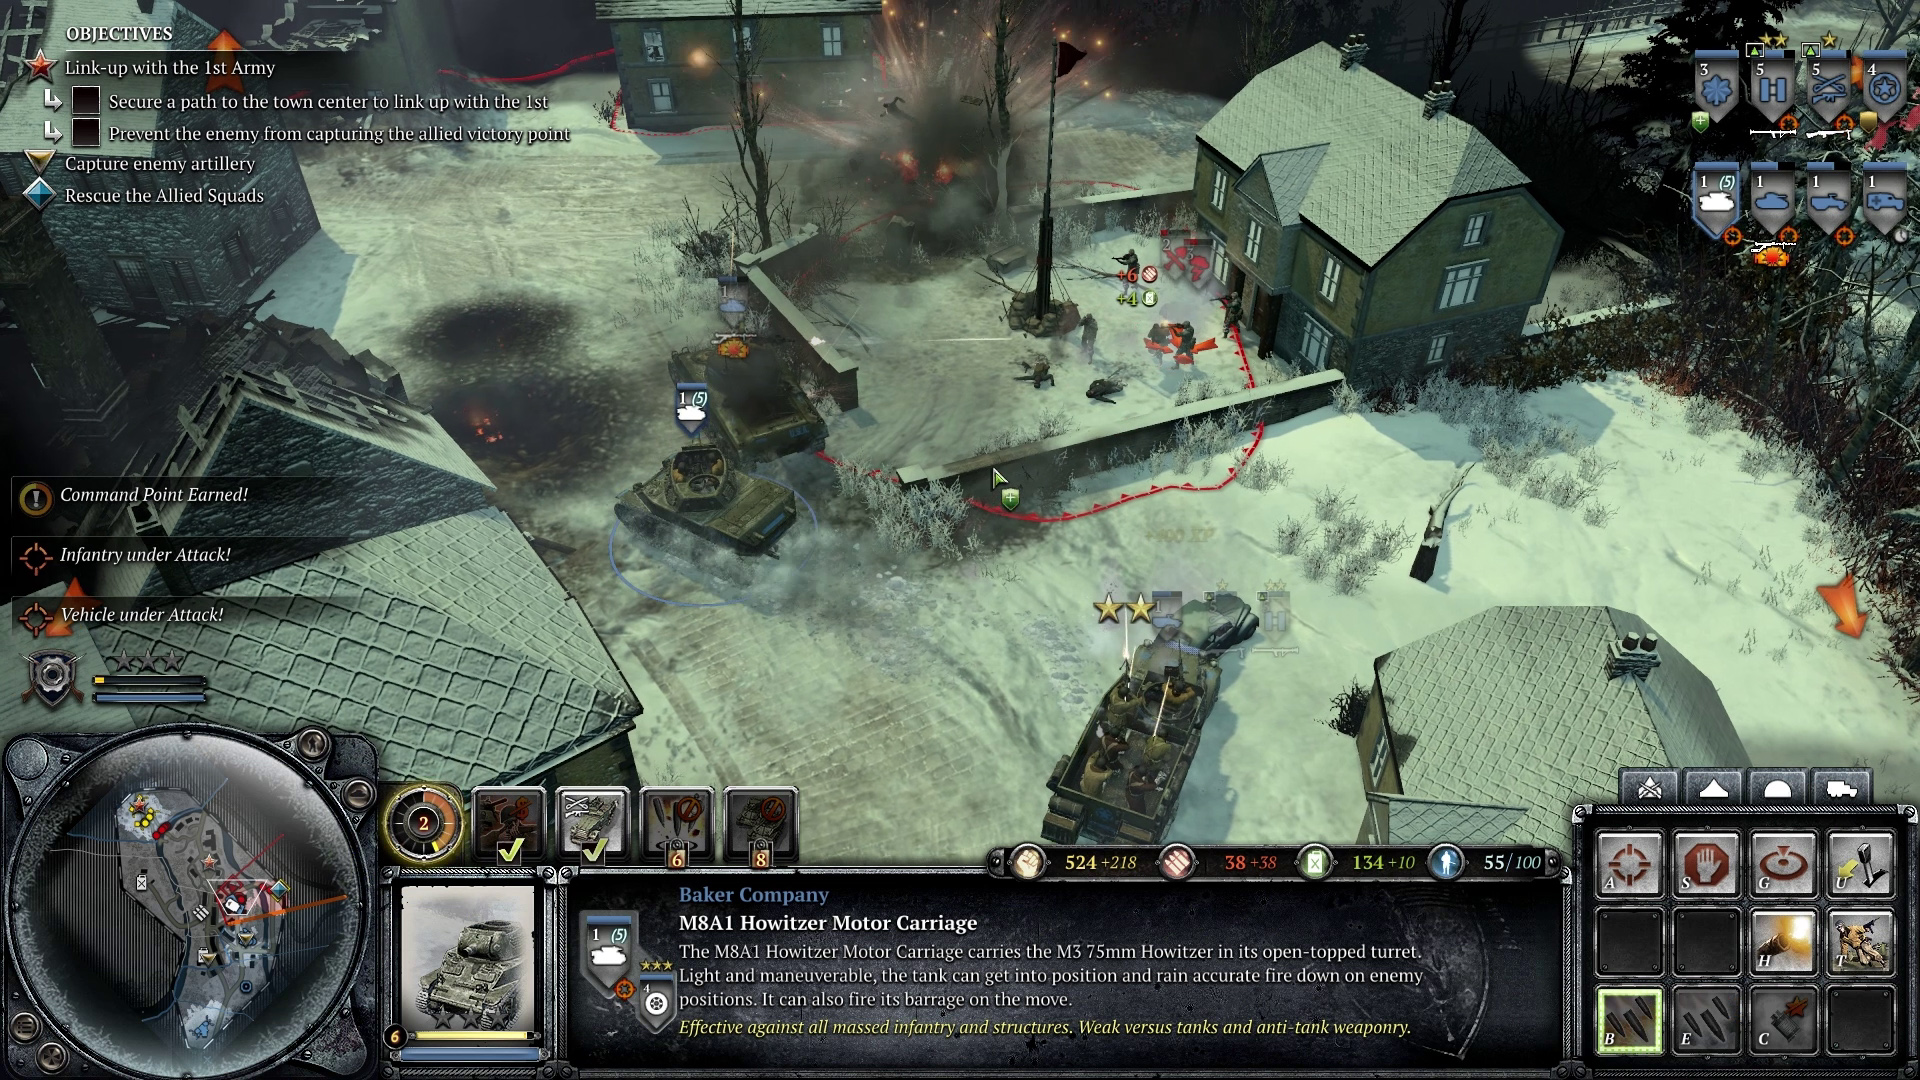 OBJECTIVES
Link-up with the 1st Army
Secure a path to the town center to link up with the 1st
Prevent the enemy from capturing the allied victory point
Capture enemy artillery
Rescue the Allied Squads
3 5 5 4
1 (5) 1 1 1
2
+6
+4
1
1 (5)
Command Point Earned!
Infantry under Attack!
Vehicle under Attack!
+400 XP
1
2
6
8
524 +218
38 +38
134 +10
55/100
Baker Company
M8A1 Howitzer Motor Carriage
The M8A1 Howitzer Motor Carriage carries the M3 75mm Howitzer in its open-topped turret.
Light and maneuverable, the tank can get into position and rain accurate fire down on enemy
positions. It can also fire its barrage on the move.
Effective against all massed infantry and structures. Weak versus tanks and anti-tank weaponry.
1 (5)
4
6
A S G U
H T
B E C